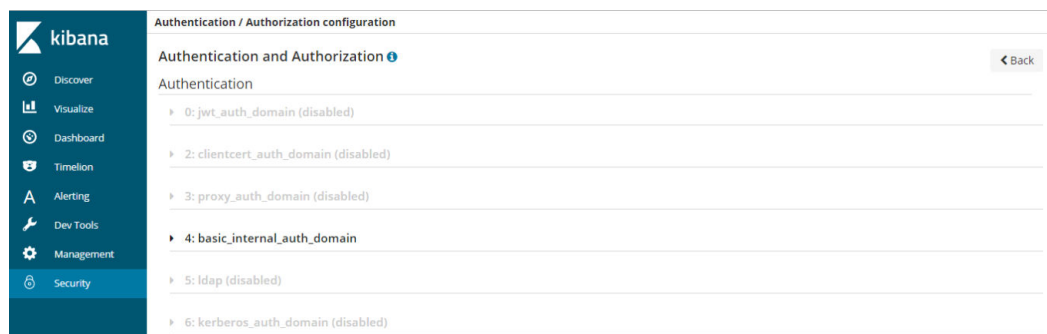 kibana
Discover
Visualize
Dashboard
Timelion
Alerting
Dev Tools
Management
Security
Authentication / Authorization configuration
Authentication and Authorization
Back
Authentication
0: jwt_auth_domain (disabled)
2: clientcert_auth_domain (disabled)
3: proxy_auth_domain (disabled)
4: basic_internal_auth_domain
5: ldap (disabled)
6: kerberos_auth_domain (disabled)